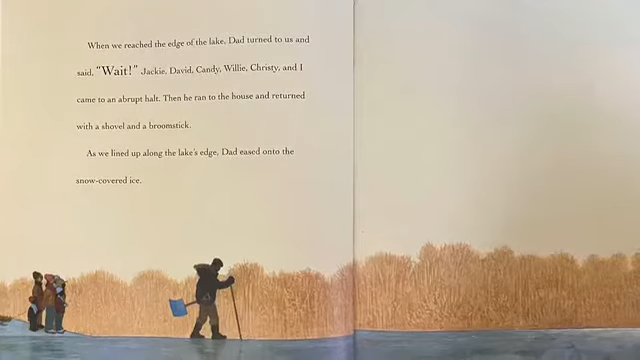 When we reached the edge of the lake, Dad turned to us and
said, "Wait!" Jackie, David, Candy, Willie, Christy, and I
came to an abrupt halt. Then he ran to the house and returned
with a shovel and a broomstick.
As we lined up along the lake's edge, Dad eased onto the
snow-covered ice.